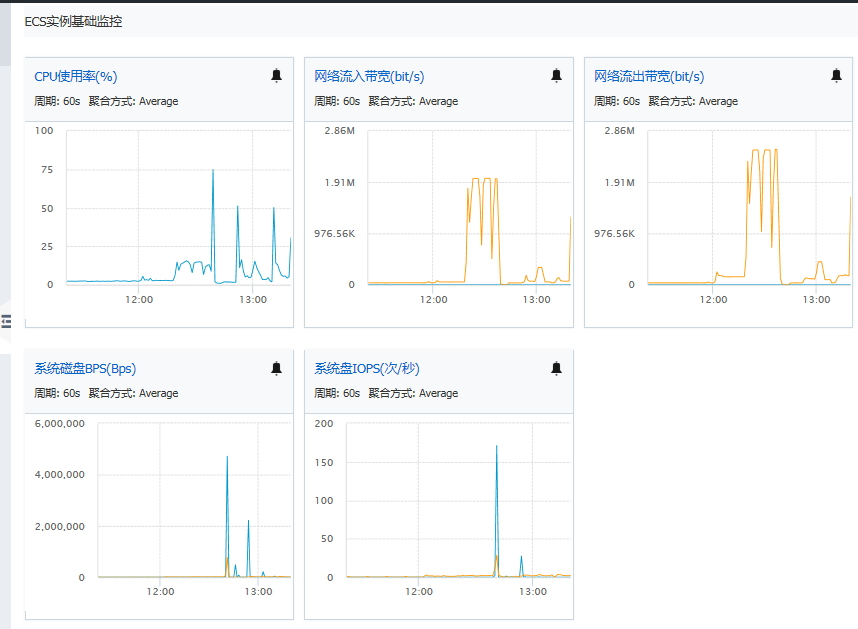 ECS实例基础监控
CPU使用率(%)
周期: 60s 聚合方式: Average
100
75
50
25
0
12:00 13:00
网络流入带宽(bit/s)
周期: 60s 聚合方式: Average
2.86M
1.91M
976.56K
0
12:00 13:00
网络流出带宽(bit/s)
周期: 60s 聚合方式: Average
2.86M
1.91M
976.56K
0
12:00 13:00
系统磁盘BPS(Bps)
周期: 60s 聚合方式: Average
6,000,000
4,000,000
2,000,000
0
12:00 13:00
系统盘IOPS(次/秒)
周期: 60s 聚合方式: Average
200
150
100
50
0
12:00 13:00